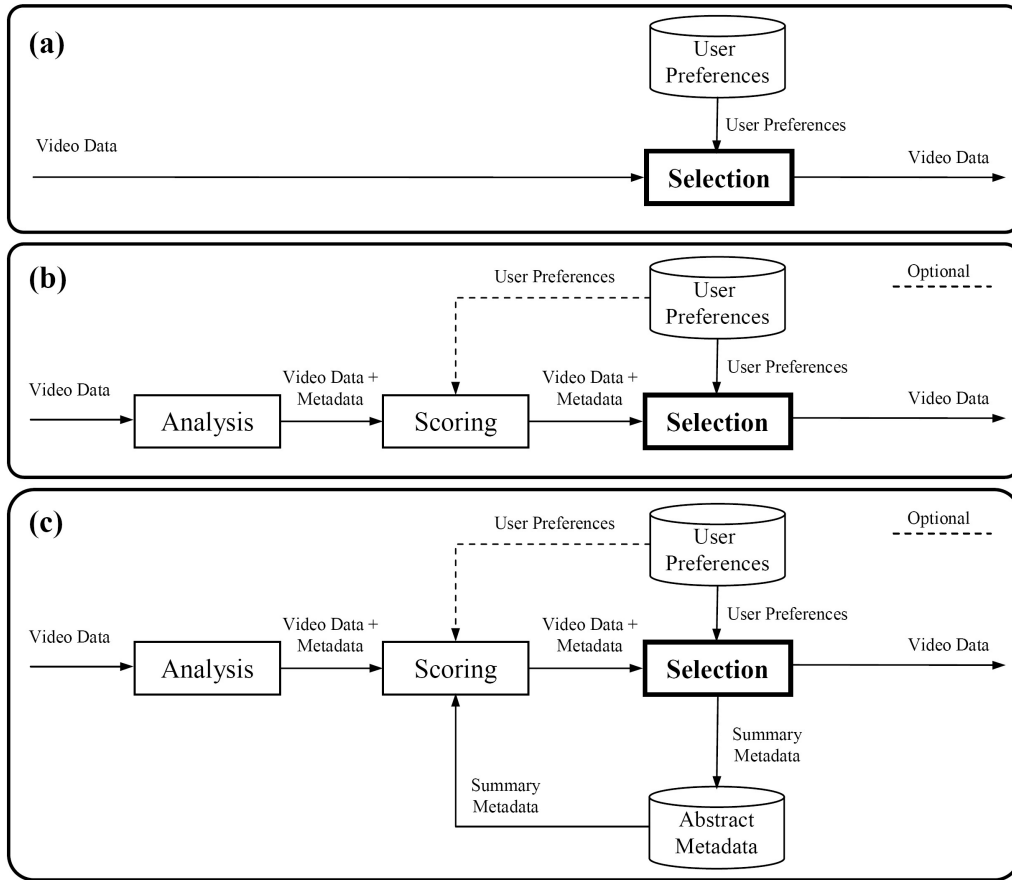 (a)
User
Preferences
User Preferences
Video Data
Video Data
Selection
(b)
User Preferences
User
Preferences
Optional
User Preferences
Video Data
Video Data +
Metadata
Video Data +
Metadata
Video Data
Analysis
Scoring
Selection
(c)
User Preferences
User
Preferences
Optional
User Preferences
Video Data
Video Data +
Metadata
Video Data +
Metadata
Video Data
Analysis
Scoring
Selection
Summary
Metadata
Summary
Metadata
Abstract
Metadata